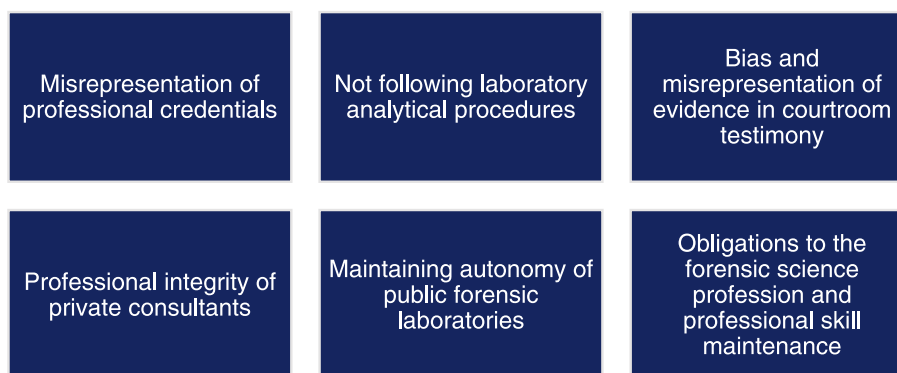 Misrepresentation of
professional credentials
Not following laboratory
analytical procedures
Bias and
misrepresentation of
evidence in courtroom
testimony
Professional integrity of
private consultants
Maintaining autonomy of
public forensic
laboratories
Obligations to the
forensic science
profession and
professional skill
maintenance